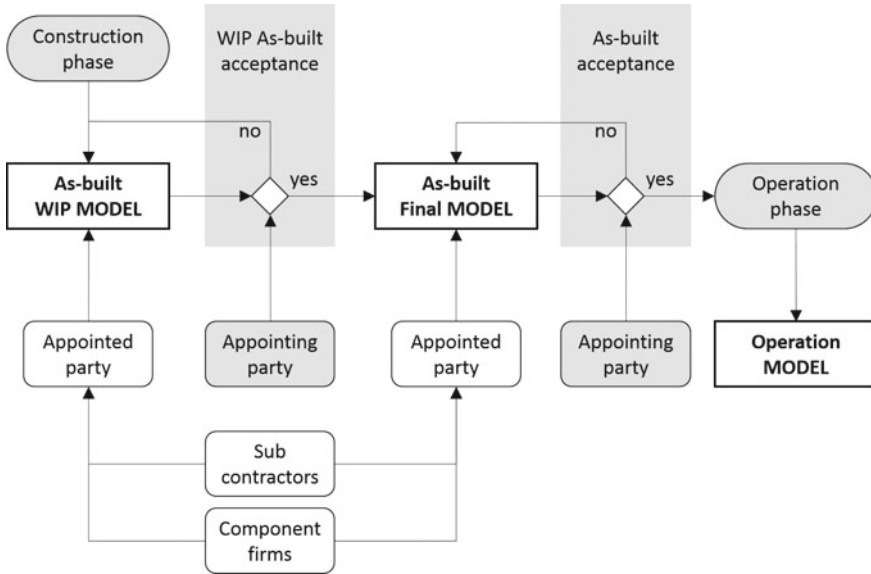 Construction
phase
WIP As-built
acceptance
As-built
acceptance
no
no
As-built
WIP MODEL
yes
As-built
Final MODEL
yes
Operation
phase
Appointed
party
Appointing
party
Appointed
party
Appointing
party
Operation
MODEL
Sub
contractors
Component
firms